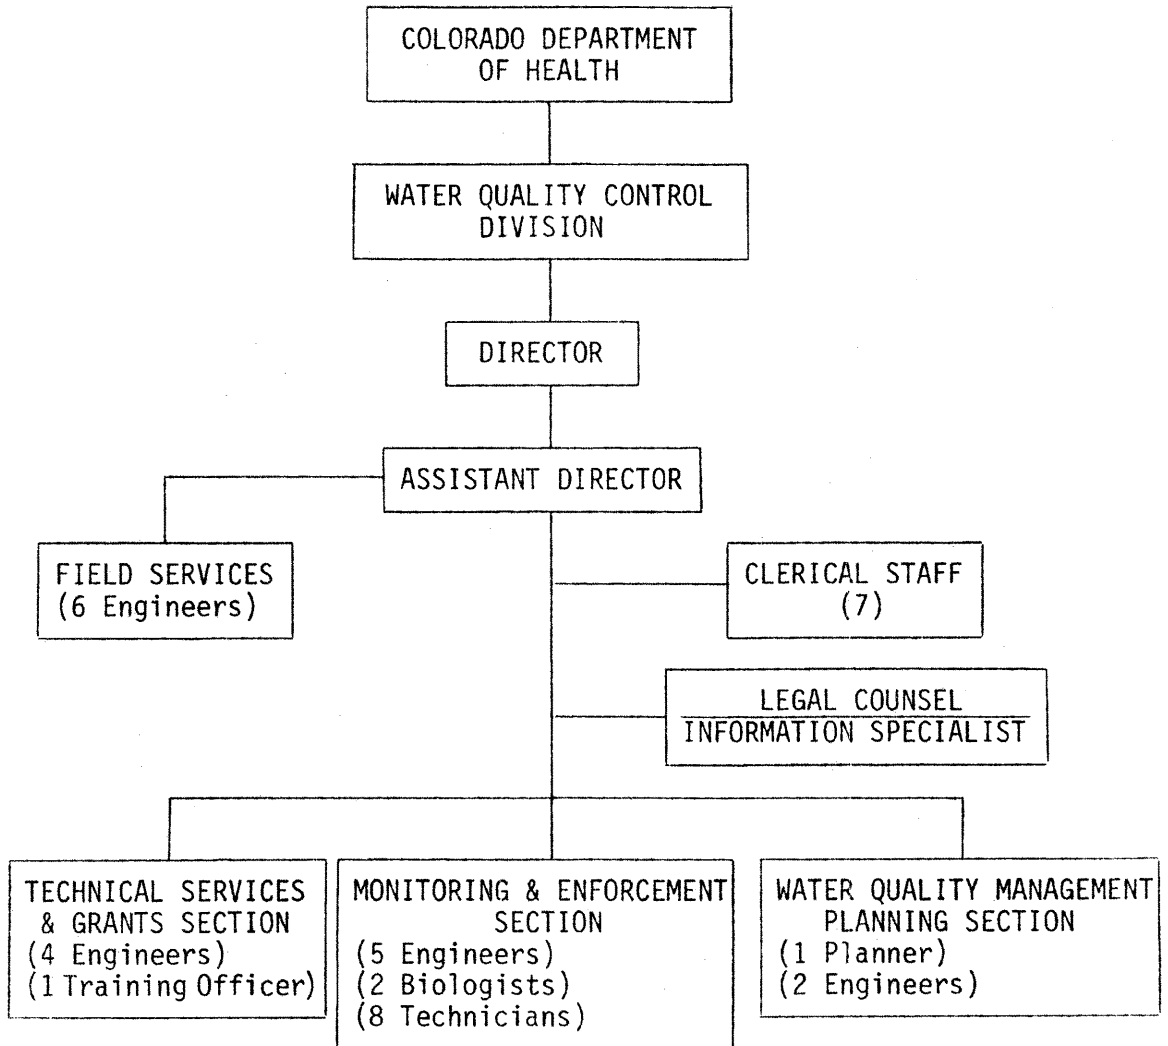 COLORADO DEPARTMENT
OF HEALTH
WATER QUALITY CONTROL
DIVISION
DIRECTOR
ASSISTANT DIRECTOR
FIELD SERVICES
(6 Engineers)
CLERICAL STAFF
(7)
LEGAL COUNSEL
INFORMATION SPECIALIST
TECHNICAL SERVICES
& GRANTS SECTION
(4 Engineers)
(1 Training Officer)
MONITORING & ENFORCEMENT
SECTION
(5 Engineers)
(2 Biologists)
(8 Technicians)
WATER QUALITY MANAGEMENT
PLANNING SECTION
(1 Planner)
(2 Engineers)